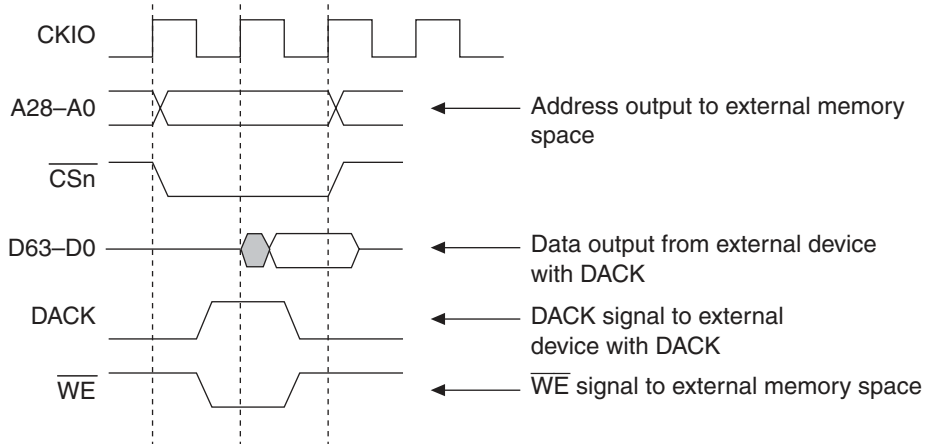 CKIO
A28–A0
Address output to external memory
space
CSn
D63–D0
Data output from external device
with DACK
DACK
DACK signal to external
device with DACK
WE
WE signal to external memory space